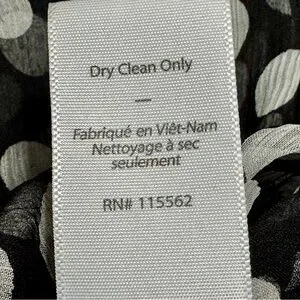 Dry Clean Only
—
Fabriqué en Viêt-Nam
Nettoyage à sec
seulement
RN# 115562